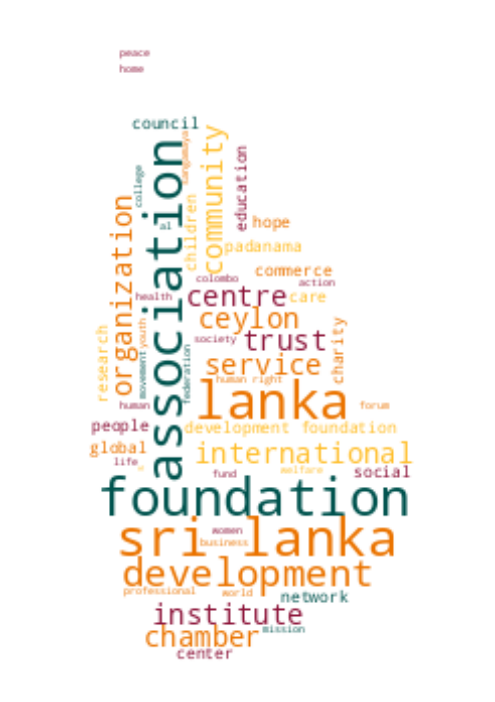 peace
home
council
association
community
sangamaya
education
college
organization
children
al
hope
padanama
commerce
colombo
action
health
centre
care
ceylon
research
youth
movement
society
trust
charity
federation
service
human right
human
lanka
forum
people
development foundation
global
international
life
fund
welfare
social
foundation
women
sri lanka
business
development
professional
world
network
institute
mission
chamber
center